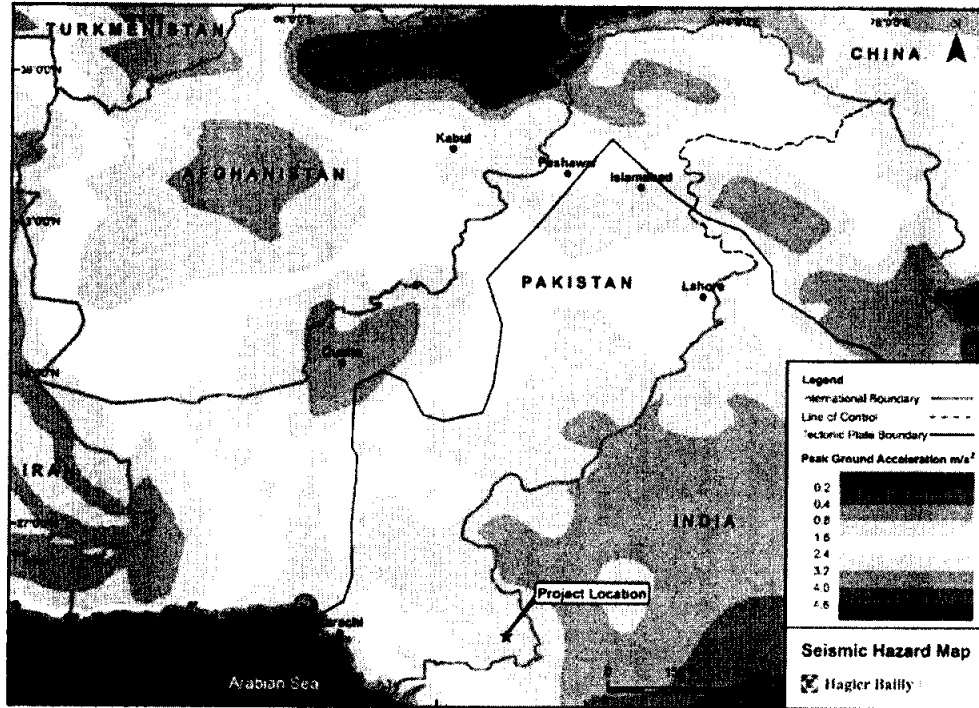 TURKMENISTAN
CHINA
Kabul
AFGHANISTAN
Peshawar
Islamabad
PAKISTAN
Lahore
Quetta
IRAN
INDIA
Project Location
Karachi
Arabian Sea
Legend
International Boundary
Line of Control
Tectonic Plate Boundary
Peak Ground Acceleration m/s²
0.2
0.4
0.8
1.6
2.4
3.2
4.0
4.8
Seismic Hazard Map
Hagler Bailly